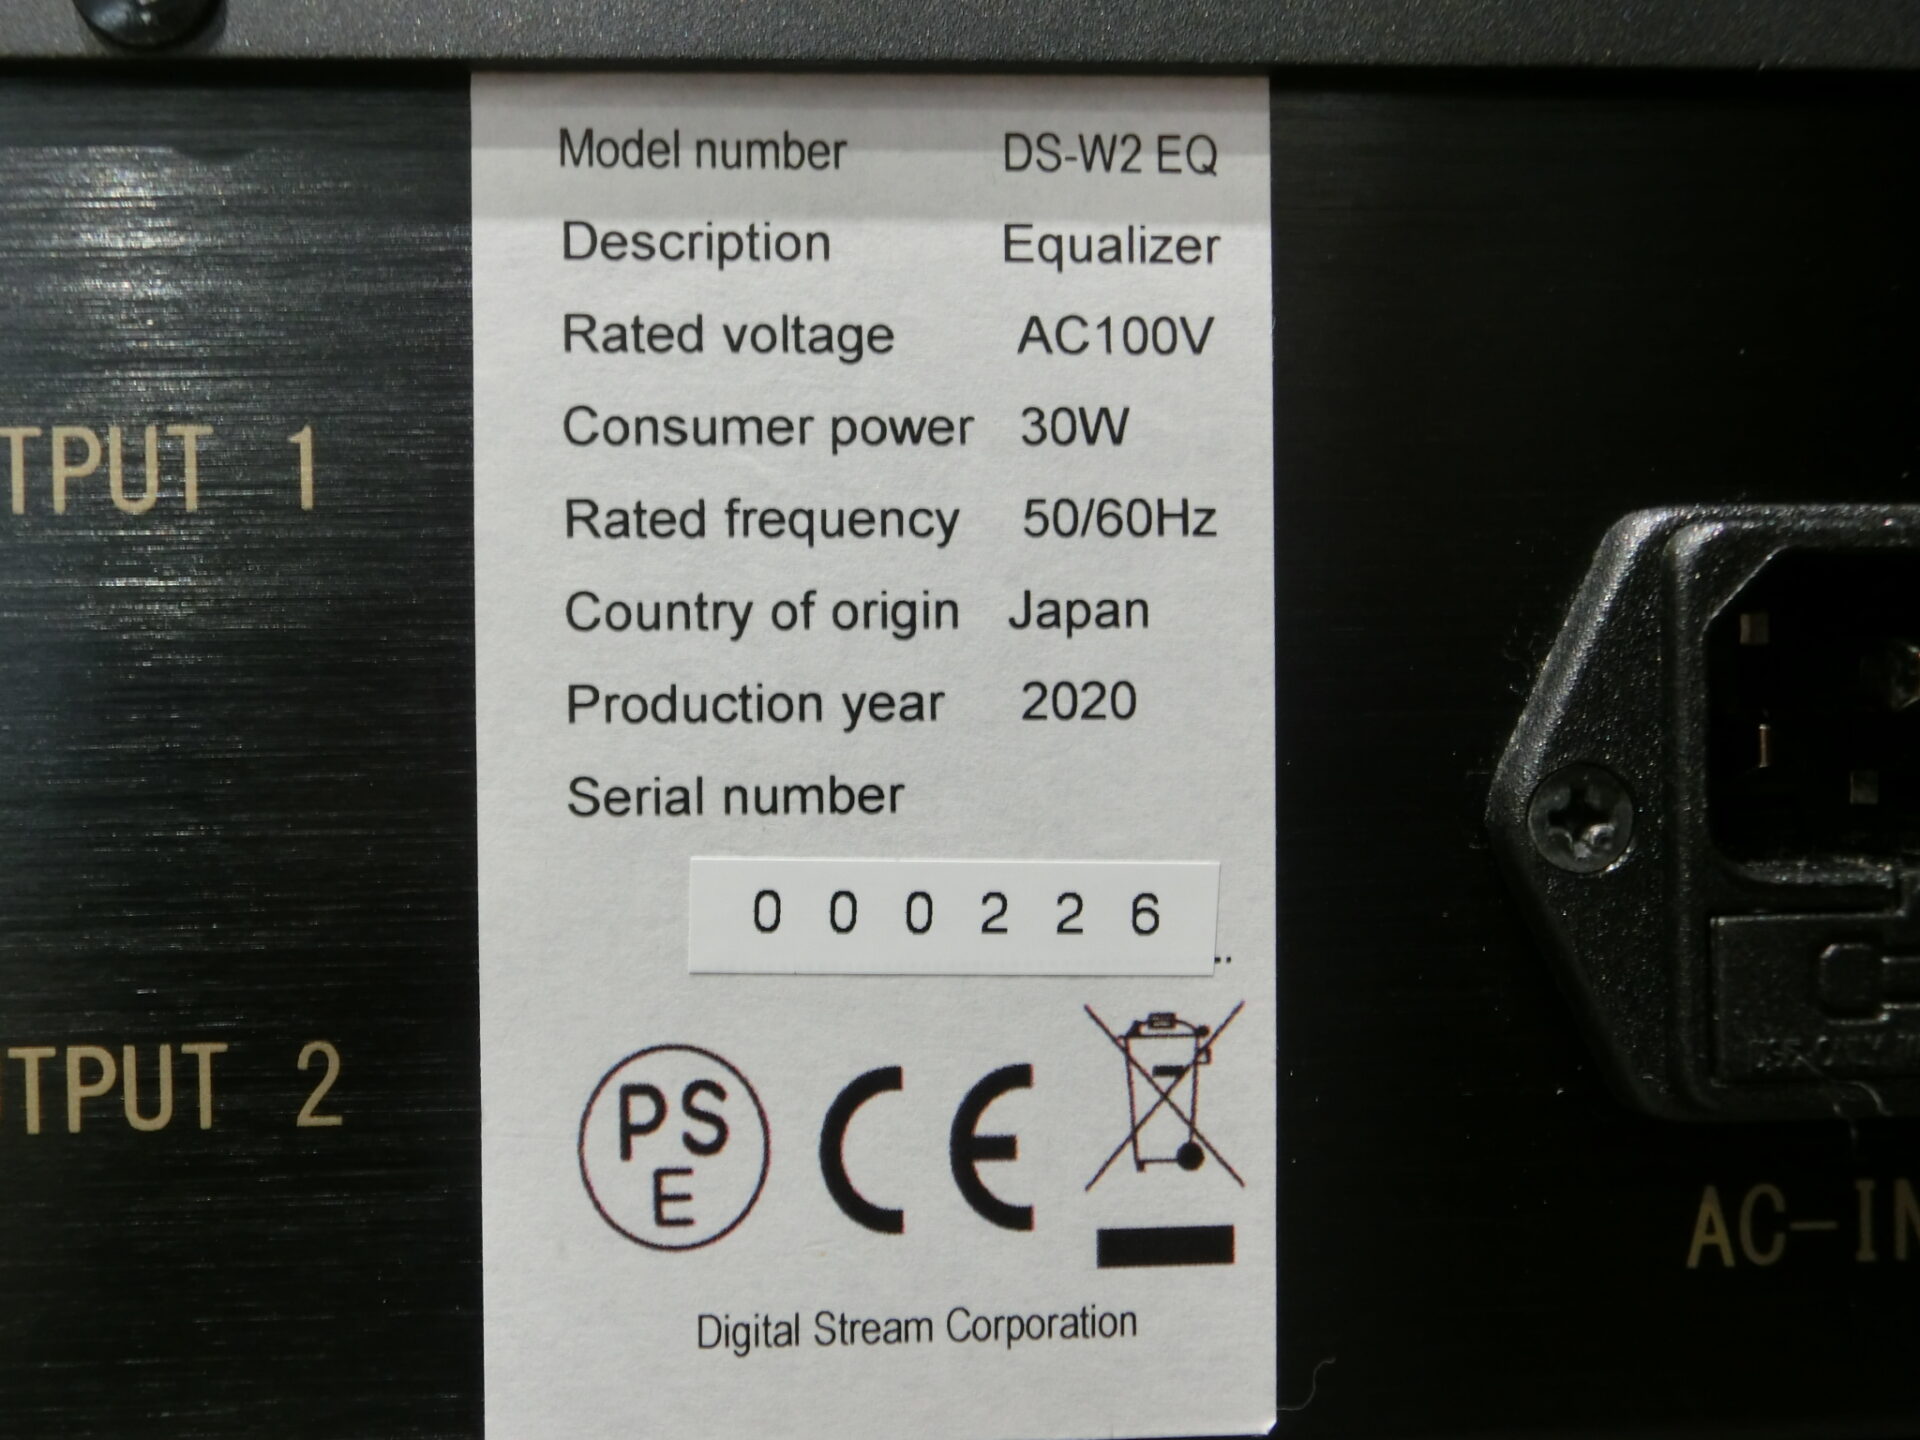 Model number DS-W2 EQ
Description Equalizer
Rated voltage AC100V
Consumer power 30W
Rated frequency 50/60Hz
Country of origin Japan
Production year 2020
Serial number
0 0 0 2 2 6
PS
E
CE
Digital Stream Corporation
TPUT 1
UTPUT 2
AC-IN